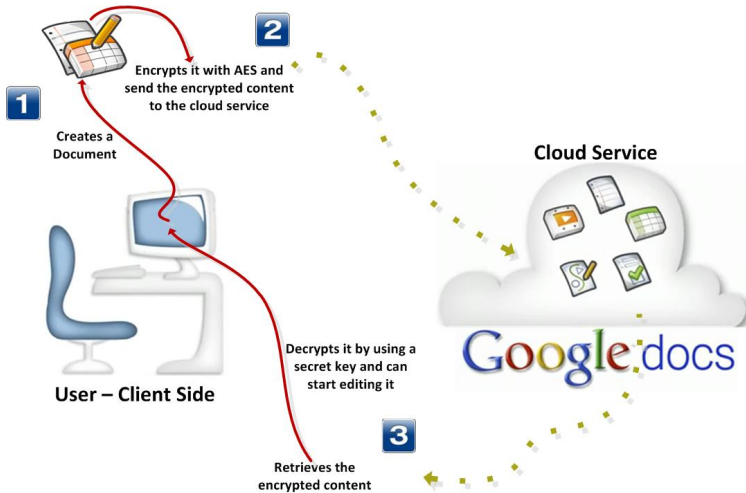 2
Encrypts it with AES and
send the encrypted content
to the cloud service
1
Creates a
Document
Cloud Service
Google docs
Decrypts it by using a
secret key and can
start editing it
User – Client Side
3
Retrieves the
encrypted content